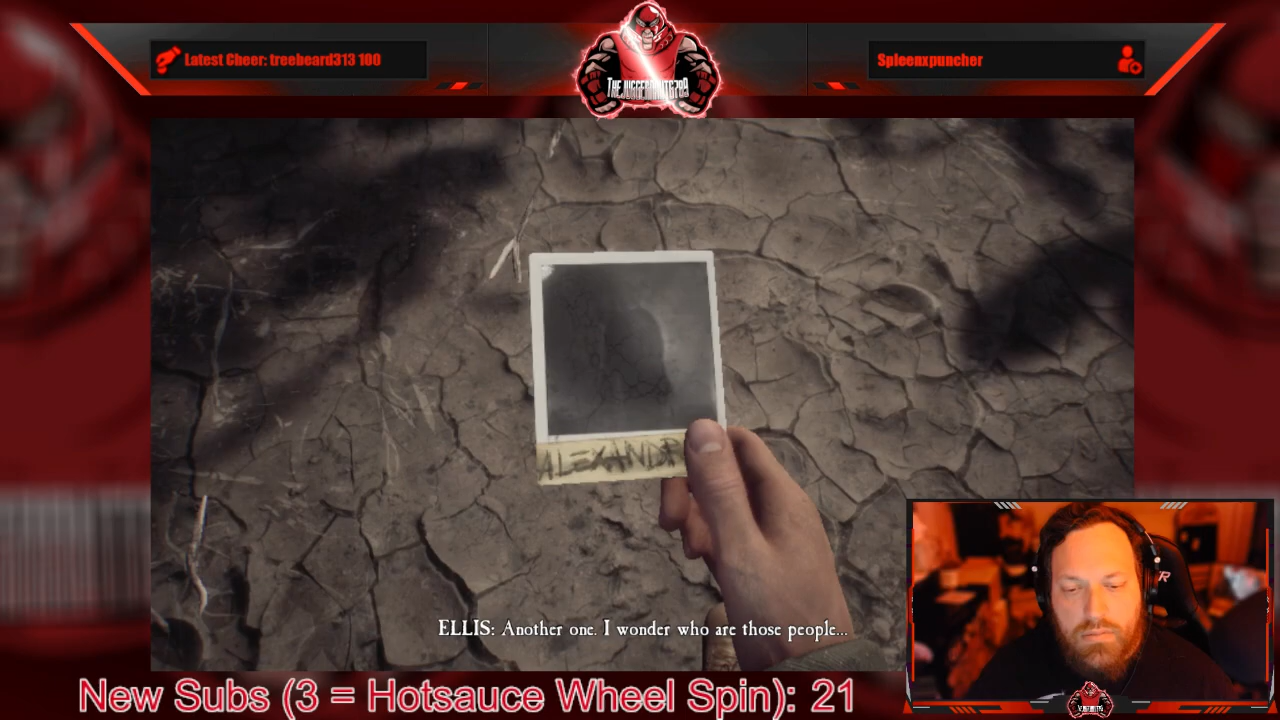 Latest Cheer: treebeard313 100
THEJUGGERNAUT6789
Spleenxpuncher
ALEXANDR
ELLIS: Another one. I wonder who are those people...
New Subs (3 = Hotsauce Wheel Spin): 21